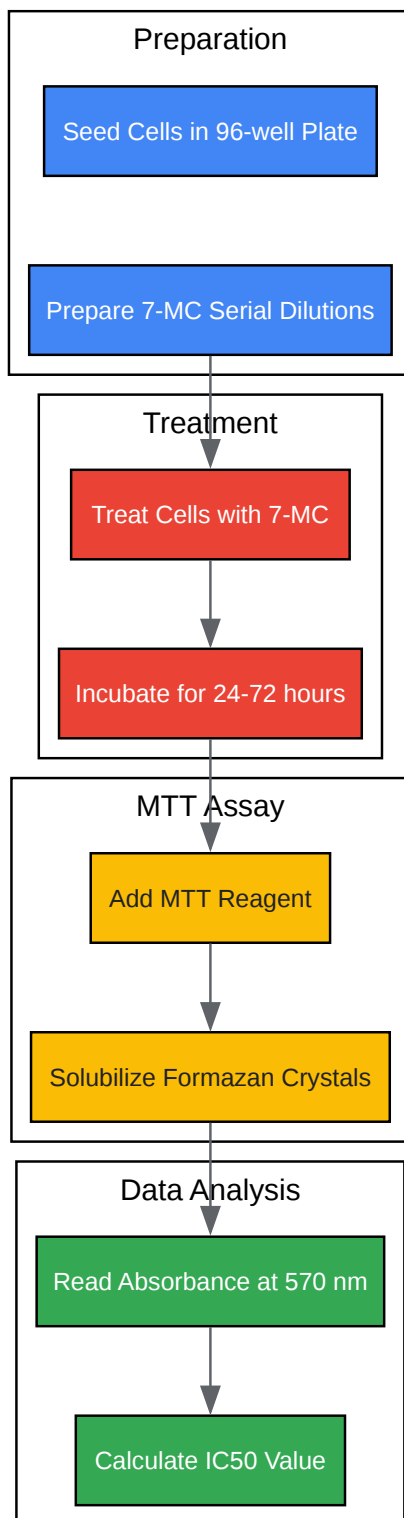 Preparation
Seed Cells in 96-well Plate
Prepare 7-MC Serial Dilutions
Treatment
Treat Cells with 7-MC
Incubate for 24-72 hours
MTT Assay
Add MTT Reagent
Solubilize Formazan Crystals
Data Analysis
Read Absorbance at 570 nm
Calculate IC50 Value